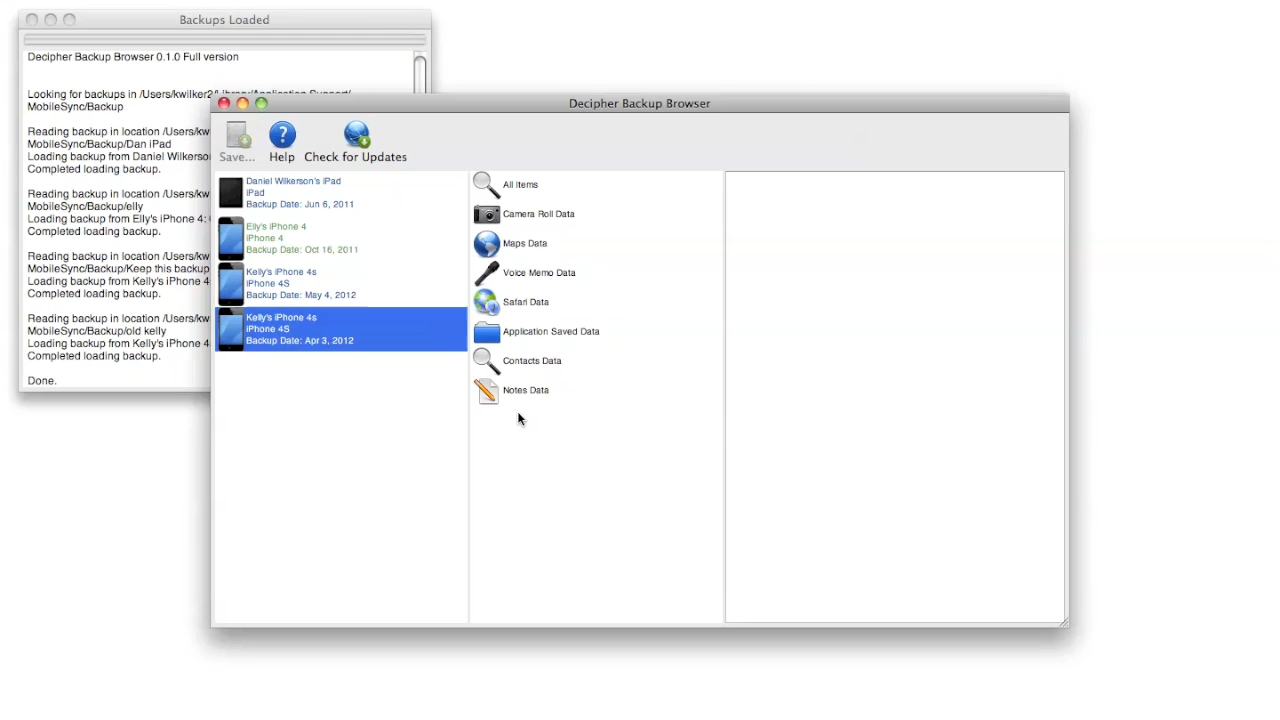 Backups Loaded
Decipher Backup Browser 0.1.0 Full version
Looking for backups in /Users/kwilker2/Library/Application Support/
MobileSync/Backup
Reading backup in location /Users/kw
MobileSync/Backup/Dan iPad
Loading backup from Daniel Wilkerson
Completed loading backup.
Reading backup in location /Users/kw
MobileSync/Backup/elly
Loading backup from Elly's iPhone 4:
Completed loading backup.
Reading backup in location /Users/kw
MobileSync/Backup/Keep this backup
Loading backup from Kelly's iPhone 4
Completed loading backup.
Reading backup in location /Users/kw
MobileSync/Backup/old kelly
Loading backup from Kelly's iPhone 4
Completed loading backup.
Done.
Decipher Backup Browser
Save... Help Check for Updates
Daniel Wilkerson's iPad
iPad
Backup Date: Jun 6, 2011
Elly's iPhone 4
iPhone 4
Backup Date: Oct 16, 2011
Kelly's iPhone 4s
iPhone 4S
Backup Date: May 4, 2012
Kelly's iPhone 4s
iPhone 4S
Backup Date: Apr 3, 2012
All Items
Camera Roll Data
Maps Data
Voice Memo Data
Safari Data
Application Saved Data
Contacts Data
Notes Data